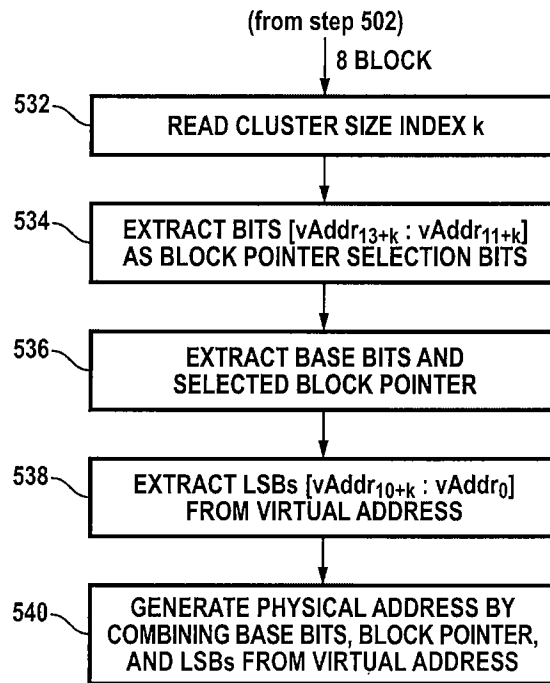 (from step 502)
8 BLOCK
532
READ CLUSTER SIZE INDEX k
534
EXTRACT BITS [vAddr13+k : vAddr11+k]
AS BLOCK POINTER SELECTION BITS
536
EXTRACT BASE BITS AND
SELECTED BLOCK POINTER
538
EXTRACT LSBs [vAddr10+k : vAddr0]
FROM VIRTUAL ADDRESS
540
GENERATE PHYSICAL ADDRESS BY
COMBINING BASE BITS, BLOCK POINTER,
AND LSBs FROM VIRTUAL ADDRESS